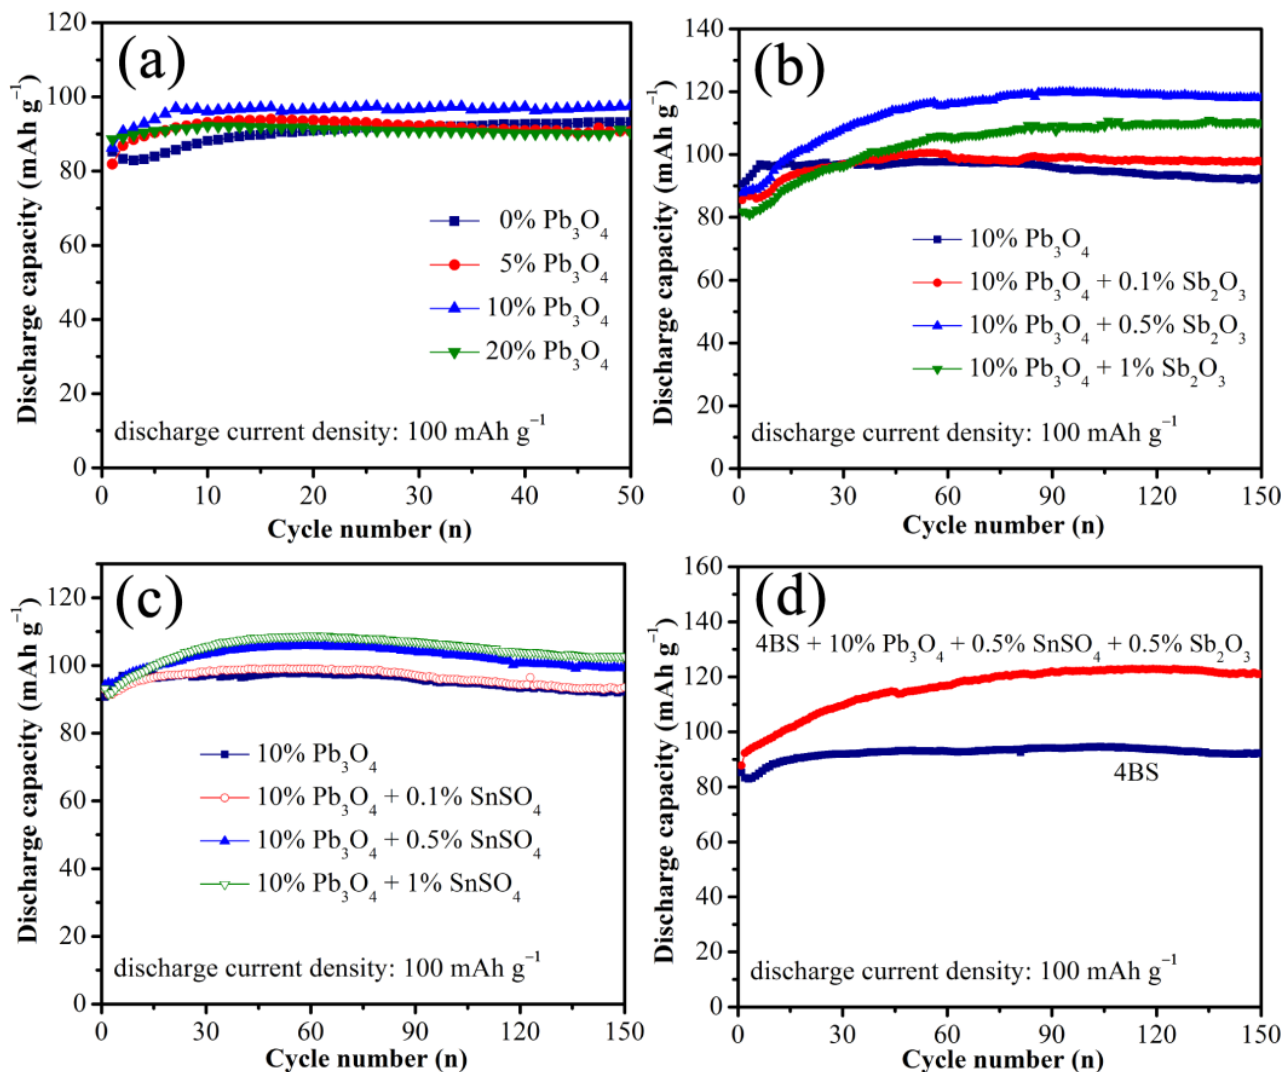 (a)
Discharge capacity (mAh g⁻¹)
120
100
80
60
40
20
0
0% Pb₃O₄
5% Pb₃O₄
10% Pb₃O₄
20% Pb₃O₄
discharge current density: 100 mAh g⁻¹
0 10 20 30 40 50
Cycle number (n)
(b)
Discharge capacity (mAh g⁻¹)
140
120
100
80
60
40
20
0
10% Pb₃O₄
10% Pb₃O₄ + 0.1% Sb₂O₃
10% Pb₃O₄ + 0.5% Sb₂O₃
10% Pb₃O₄ + 1% Sb₂O₃
discharge current density: 100 mAh g⁻¹
0 30 60 90 120 150
Cycle number (n)
(c)
Discharge capacity (mAh g⁻¹)
120
100
80
60
40
20
0
10% Pb₃O₄
10% Pb₃O₄ + 0.1% SnSO₄
10% Pb₃O₄ + 0.5% SnSO₄
10% Pb₃O₄ + 1% SnSO₄
discharge current density: 100 mAh g⁻¹
0 30 60 90 120 150
Cycle number (n)
(d)
Discharge capacity (mAh g⁻¹)
160
140
120
100
80
60
40
20
0
4BS + 10% Pb₃O₄ + 0.5% SnSO₄ + 0.5% Sb₂O₃
4BS
discharge current density: 100 mAh g⁻¹
0 30 60 90 120 150
Cycle number (n)